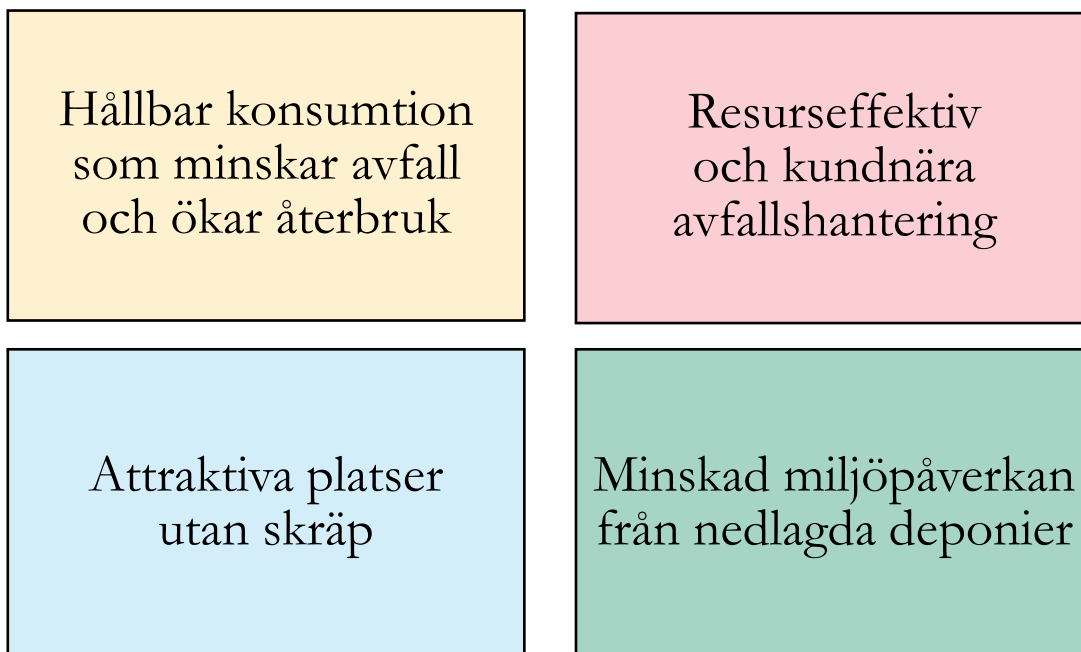 Hållbar konsumtion
som minskar avfall
och ökar återbruk
Resurseffektiv
och kundnära
avfallshantering
Attraktiva platser
utan skräp
Minskad miljöpåverkan
från nedlagda deponier